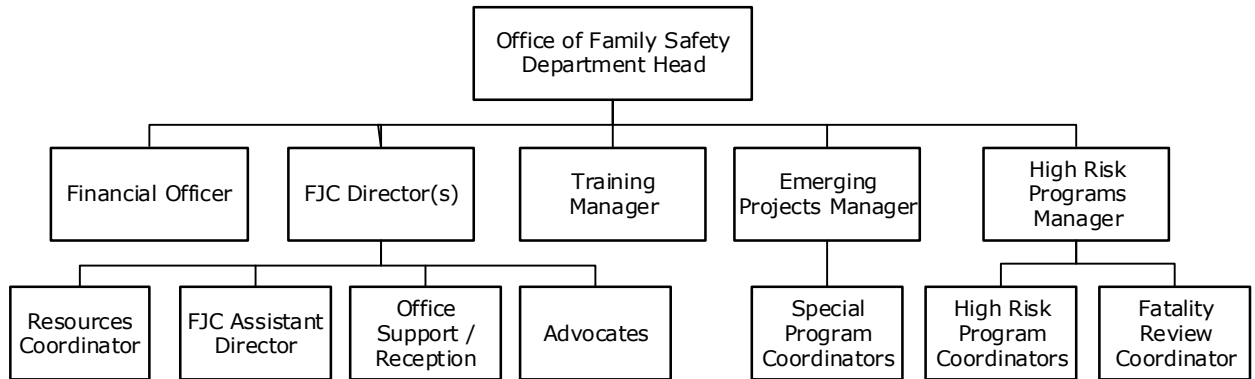 Office of Family Safety
Department Head
Financial Officer
FJC Director(s)
Training
Manager
Emerging
Projects Manager
High Risk
Programs
Manager
Resources
Coordinator
FJC Assistant
Director
Office
Support /
Reception
Advocates
Special
Program
Coordinators
High Risk
Program
Coordinators
Fatality
Review
Coordinator